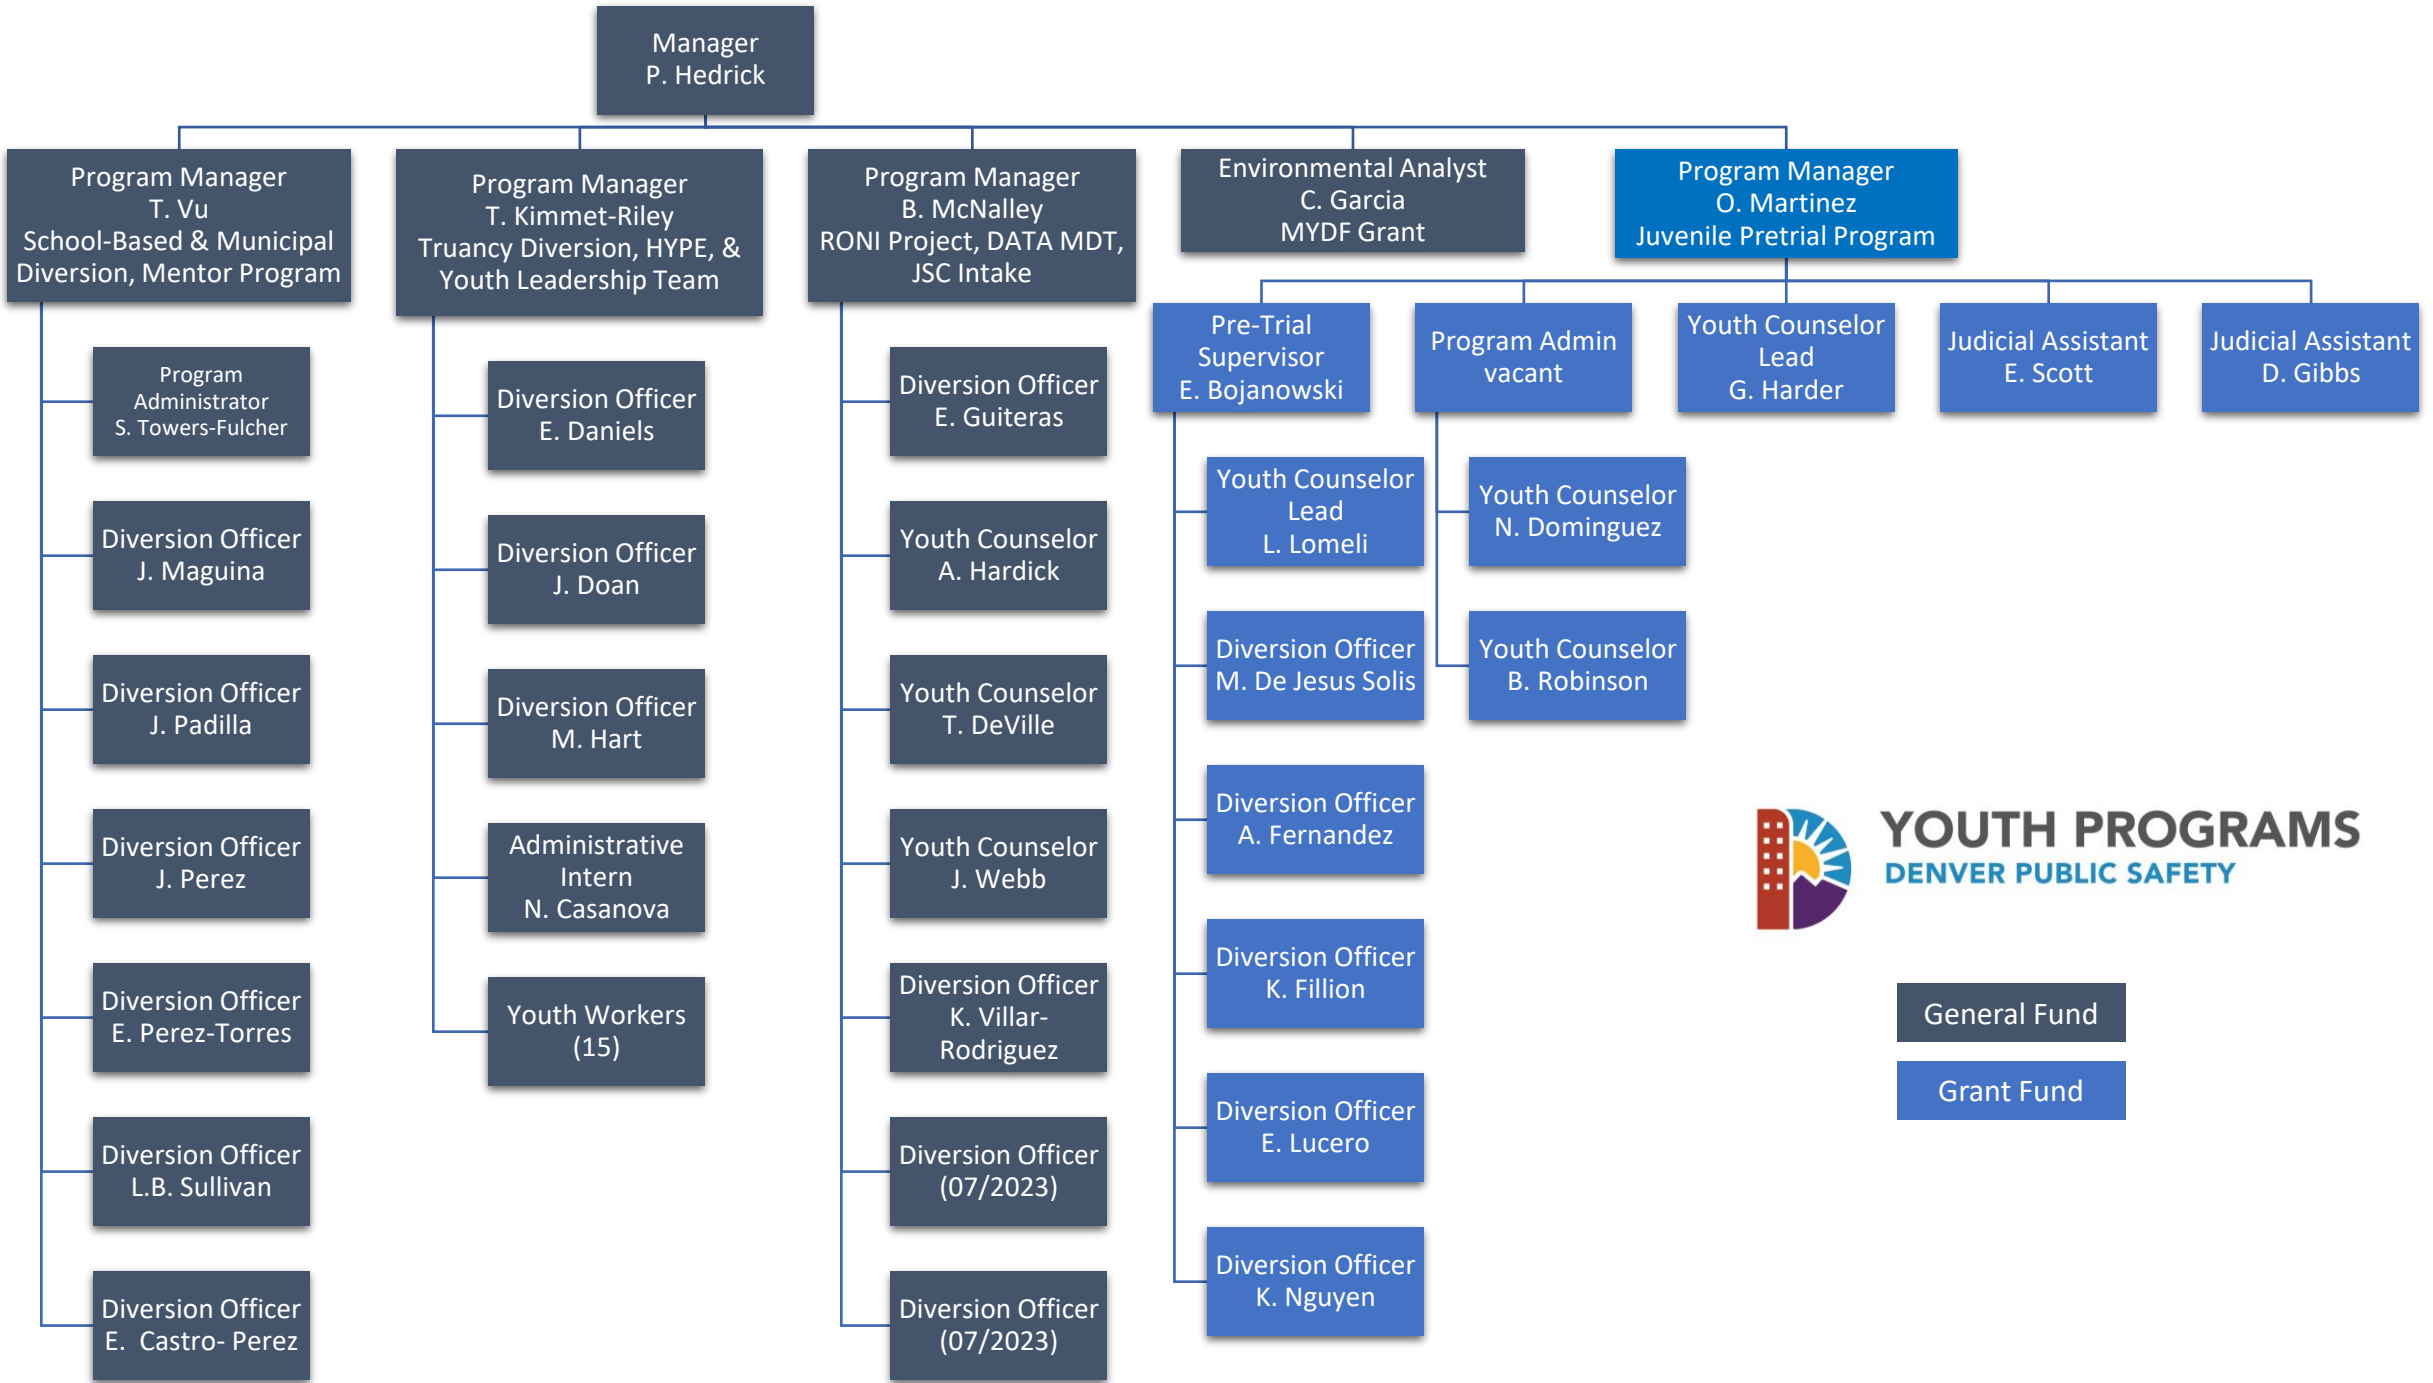 Manager
P. Hedrick
Program Manager
T. Vu
School-Based & Municipal
Diversion, Mentor Program
Program Manager
T. Kimmet-Riley
Truancy Diversion, HYPE, &
Youth Leadership Team
Program Manager
B. McNalley
RONI Project, DATA MDT,
JSC Intake
Environmental Analyst
C. Garcia
MYDF Grant
Program Manager
O. Martinez
Juvenile Pretrial Program
Program
Administrator
S. Towers-Fulcher
Diversion Officer
J. Maguina
Diversion Officer
J. Padilla
Diversion Officer
J. Perez
Diversion Officer
E. Perez-Torres
Diversion Officer
L.B. Sullivan
Diversion Officer
E. Castro- Perez
Diversion Officer
E. Daniels
Diversion Officer
J. Doan
Diversion Officer
M. Hart
Administrative
Intern
N. Casanova
Youth Workers
(15)
Diversion Officer
E. Guiteras
Youth Counselor
A. Hardick
Youth Counselor
T. DeVille
Youth Counselor
J. Webb
Diversion Officer
K. Villar-
Rodriguez
Diversion Officer
(07/2023)
Diversion Officer
(07/2023)
Pre-Trial
Supervisor
E. Bojanowski
Program Admin
vacant
Youth Counselor
Lead
G. Harder
Judicial Assistant
E. Scott
Judicial Assistant
D. Gibbs
Youth Counselor
Lead
L. Lomeli
Diversion Officer
M. De Jesus Solis
Diversion Officer
A. Fernandez
Diversion Officer
K. Fillion
Diversion Officer
E. Lucero
Diversion Officer
K. Nguyen
Youth Counselor
N. Dominguez
Youth Counselor
B. Robinson
YOUTH PROGRAMS
DENVER PUBLIC SAFETY
General Fund
Grant Fund